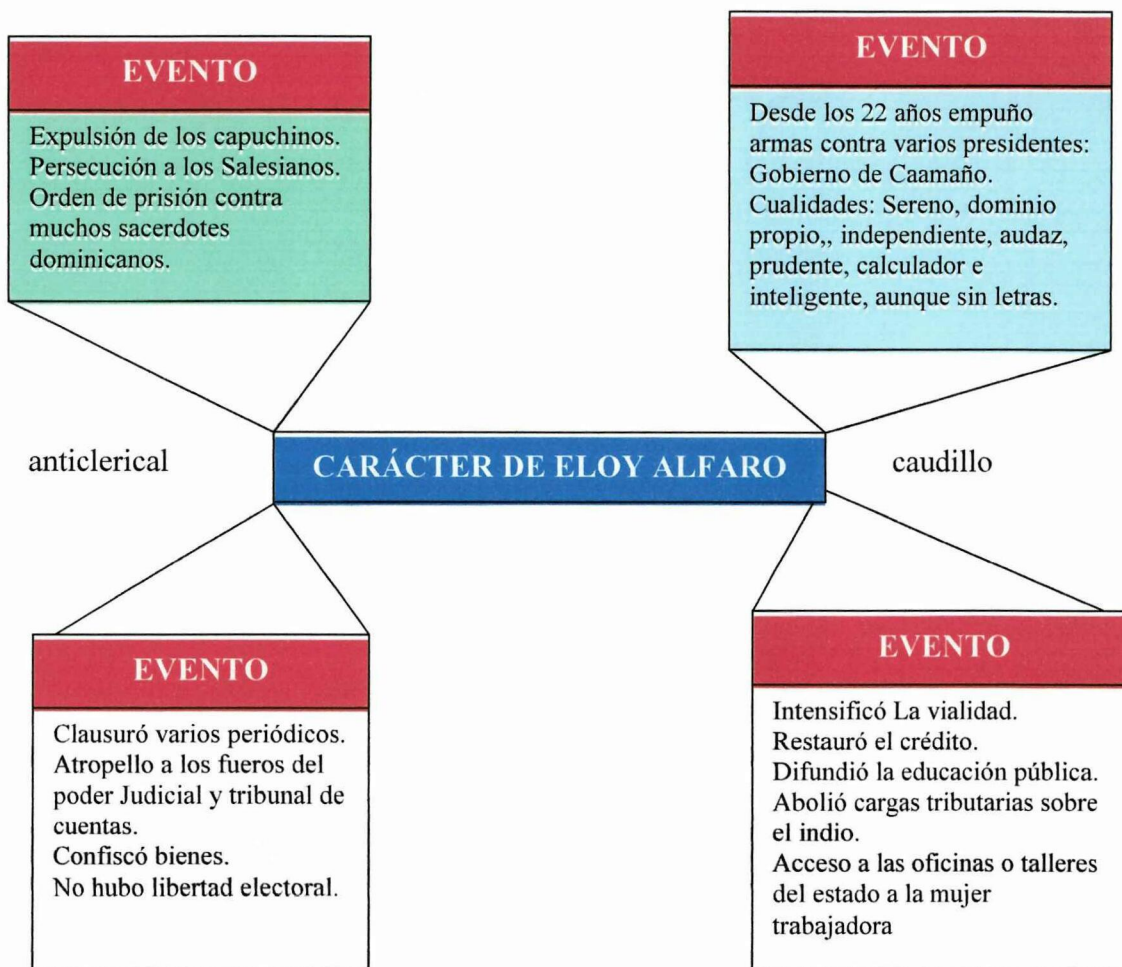 EVENTO
Expulsión de los capuchinos.
Persecución a los Salesianos.
Orden de prisión contra
muchos sacerdotes
dominicanos.
EVENTO
Desde los 22 años empuño
armas contra varios presidentes:
Gobierno de Caamaño.
Cualidades: Sereno, dominio
propio,, independiente, audaz,
prudente, calculador e
inteligente, aunque sin letras.
anticlerical
CARÁCTER DE ELOY ALFARO
caudillo
EVENTO
Clausuró varios periódicos.
Atropello a los fueros del
poder Judicial y tribunal de
cuentas.
Confiscó bienes.
No hubo libertad electoral.
EVENTO
Intensificó La vialidad.
Restauró el crédito.
Difundió la educación pública.
Abolió cargas tributarias sobre
el indio.
Acceso a las oficinas o talleres
del estado a la mujer
trabajadora